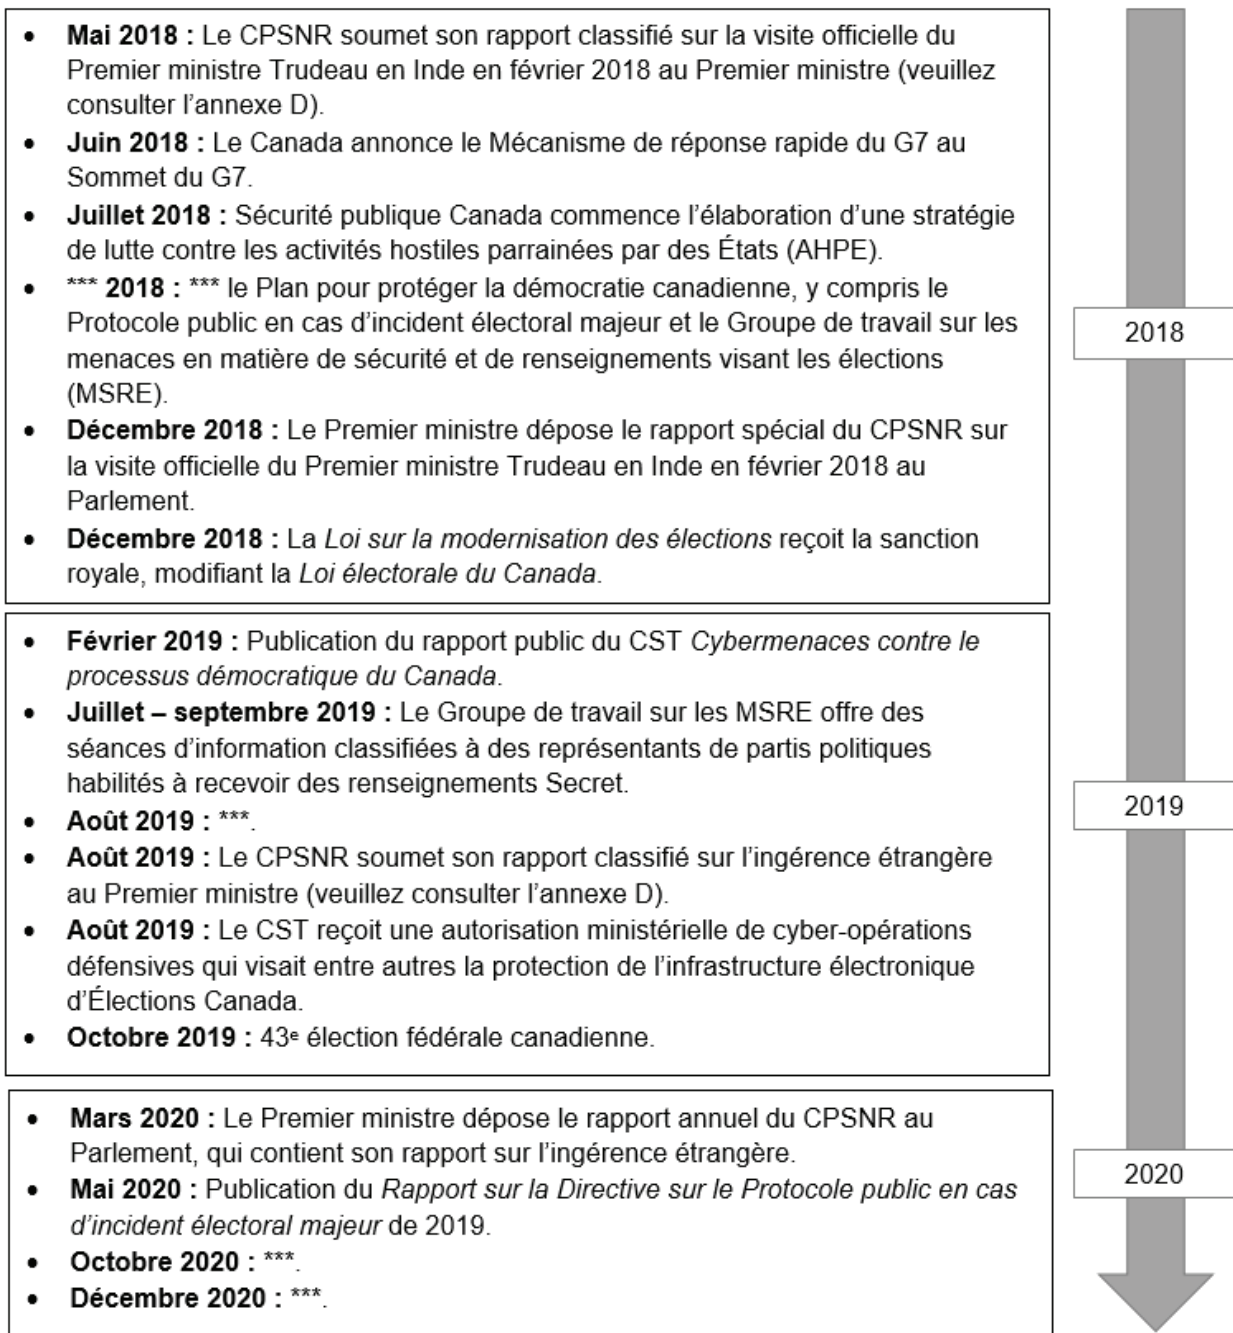 • Mai 2018 : Le CPSNR soumet son rapport classifié sur la visite officielle du
Premier ministre Trudeau en Inde en février 2018 au Premier ministre (veuillez
consulter l’annexe D).
• Juin 2018 : Le Canada annonce le Mécanisme de réponse rapide du G7 au
Sommet du G7.
• Juillet 2018 : Sécurité publique Canada commence l’élaboration d’une stratégie
de lutte contre les activités hostiles parrainées par des États (AHPE).
• *** 2018 : *** le Plan pour protéger la démocratie canadienne, y compris le
Protocole public en cas d’incident électoral majeur et le Groupe de travail sur les
menaces en matière de sécurité et de renseignements visant les élections
(MSRE).
• Décembre 2018 : Le Premier ministre dépose le rapport spécial du CPSNR sur
la visite officielle du Premier ministre Trudeau en Inde en février 2018 au
Parlement.
• Décembre 2018 : La Loi sur la modernisation des élections reçoit la sanction
royale, modifiant la Loi électorale du Canada.
2018
• Février 2019 : Publication du rapport public du CST Cybermenaces contre le
processus démocratique du Canada.
• Juillet – septembre 2019 : Le Groupe de travail sur les MSRE offre des
séances d’information classifiées à des représentants de partis politiques
habilités à recevoir des renseignements Secret.
• Août 2019 : ***.
• Août 2019 : Le CPSNR soumet son rapport classifié sur l’ingérence étrangère
au Premier ministre (veuillez consulter l’annexe D).
• Août 2019 : Le CST reçoit une autorisation ministérielle de cyber-opérations
défensives qui visait entre autres la protection de l’infrastructure électronique
d’Élections Canada.
• Octobre 2019 : 43ᵉ élection fédérale canadienne.
2019
• Mars 2020 : Le Premier ministre dépose le rapport annuel du CPSNR au
Parlement, qui contient son rapport sur l’ingérence étrangère.
• Mai 2020 : Publication du Rapport sur la Directive sur le Protocole public en cas
d’incident électoral majeur de 2019.
• Octobre 2020 : ***.
• Décembre 2020 : ***.
2020